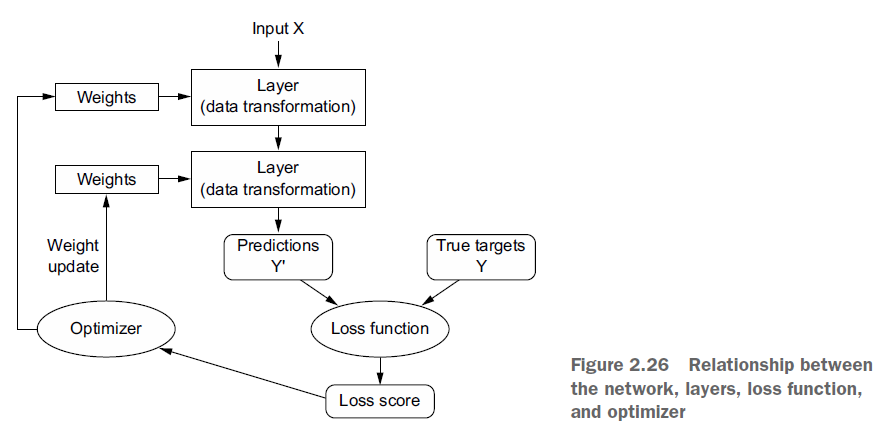 Input X
Weights
Layer
(data transformation)
Weights
Layer
(data transformation)
Weight
update
Predictions
Y'
True targets
Y
Optimizer
Loss function
Loss score
Figure 2.26 Relationship between
the network, layers, loss function,
and optimizer